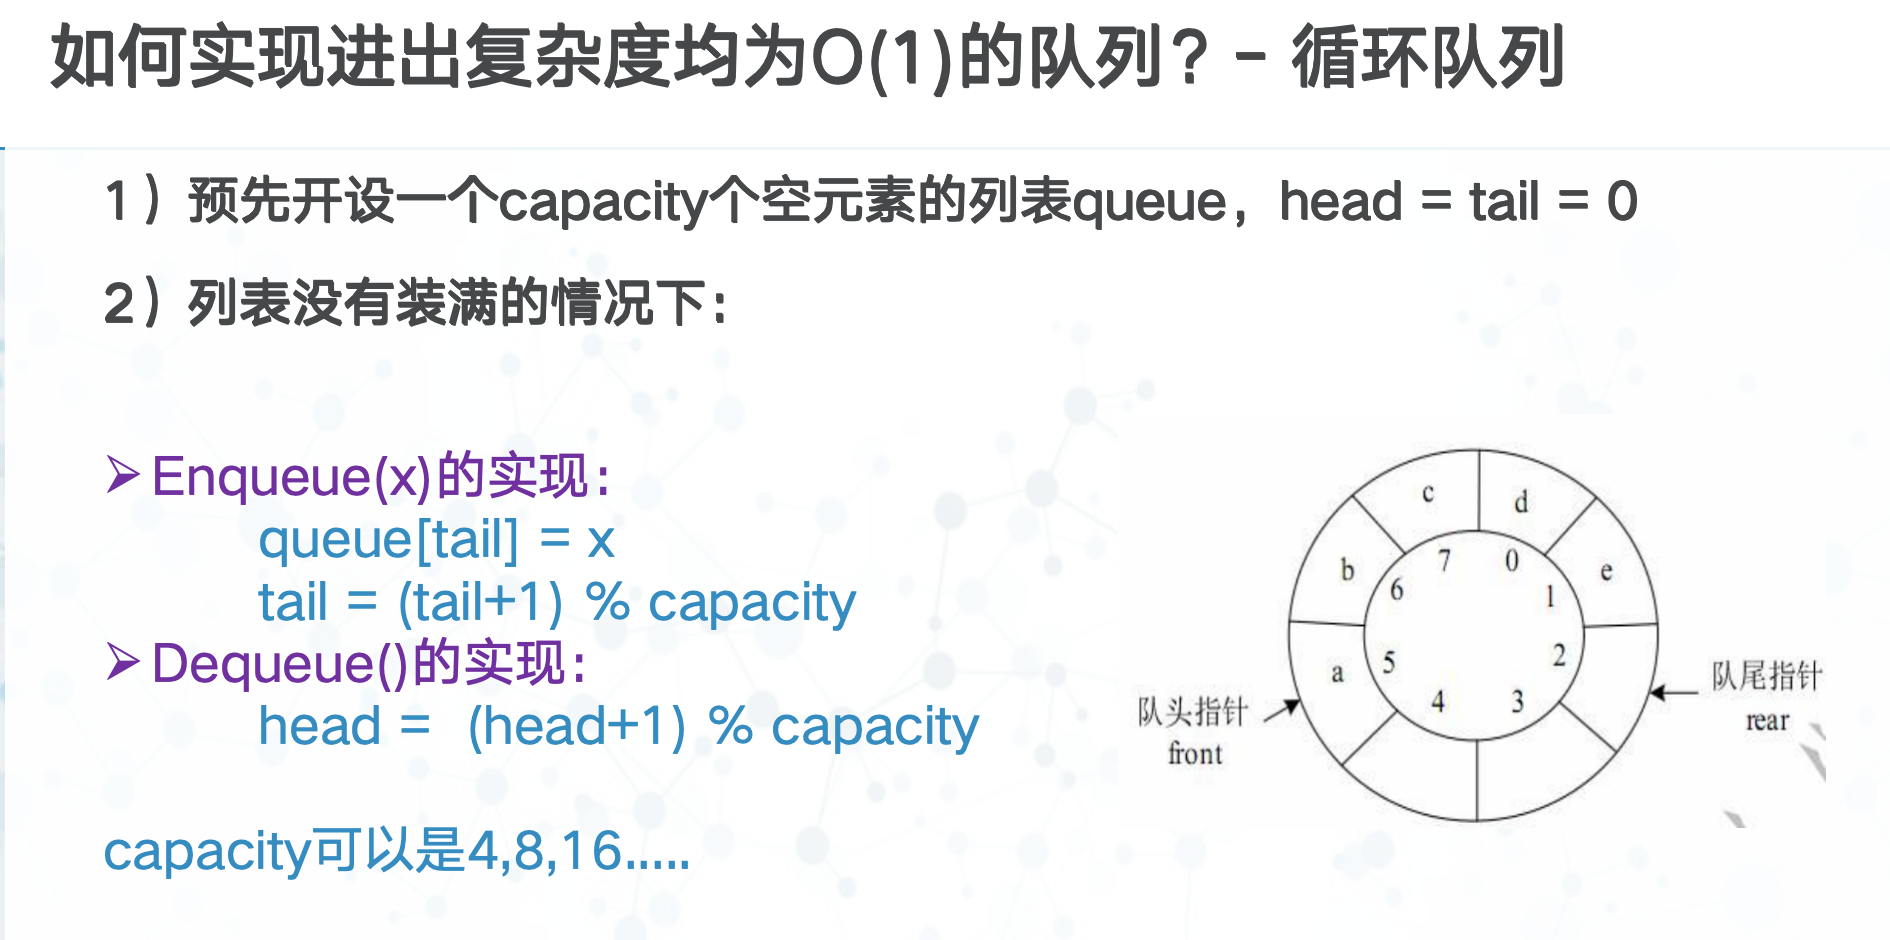 如何实现进出复杂度均为O(1)的队列？- 循环队列
1）预先开设一个capacity个空元素的列表queue，head = tail = 0
2）列表没有装满的情况下：
➢Enqueue(x)的实现：
queue[tail] = x
tail = (tail+1) % capacity
➢Dequeue()的实现：
head = (head+1) % capacity
capacity可以是4,8,16.....
c d
b e
7 0
6 1
a 5 2
4 3
队头指针
front
队尾指针
rear